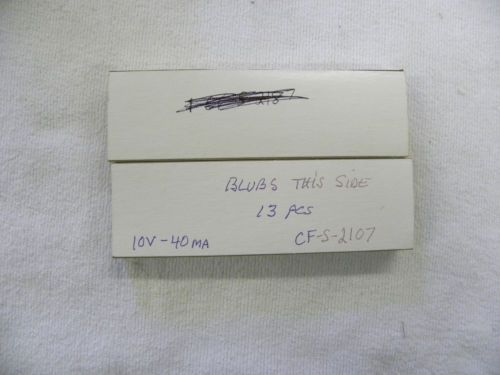 BLUBS THIS SIDE
13 PCS
10V-40MA CF-S-2107